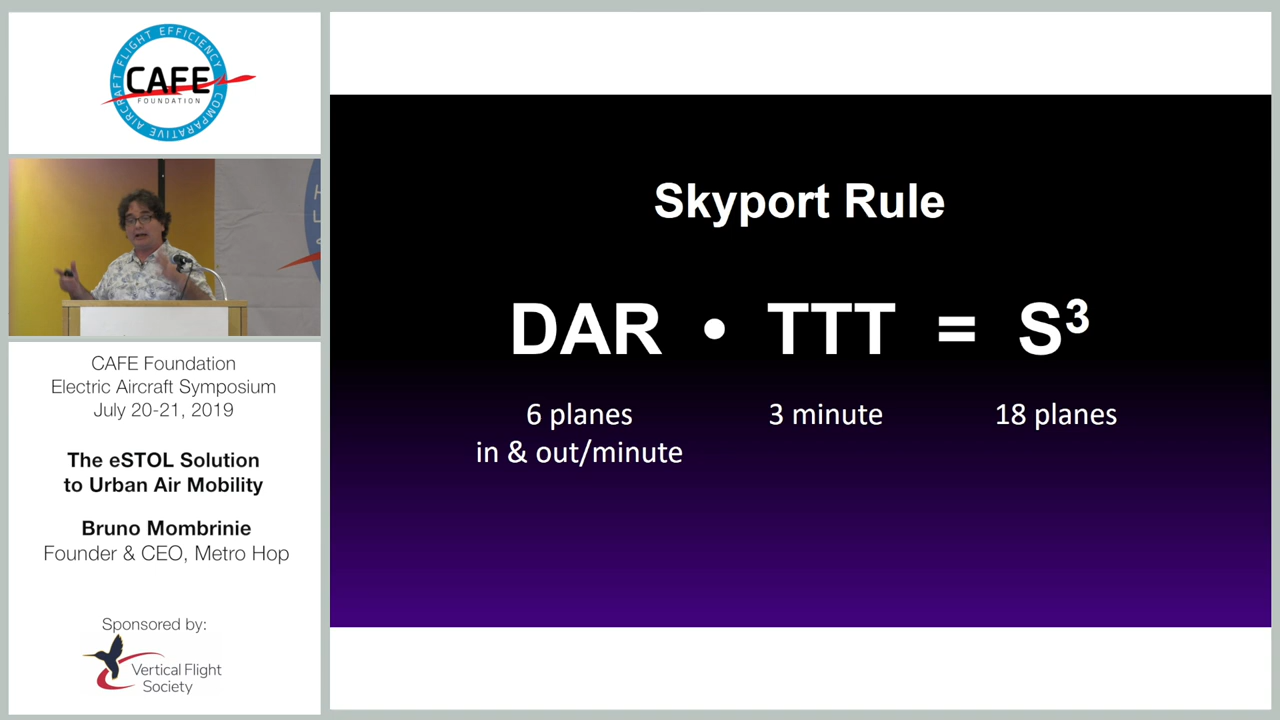 AIRCRAFT FLIGHT EFFICIENCY
COMPARATIVE
CAFE
FOUNDATION
CAFE Foundation
Electric Aircraft Symposium
July 20-21, 2019
The eSTOL Solution
to Urban Air Mobility
Bruno Mombrinie
Founder & CEO, Metro Hop
Sponsored by:
Vertical Flight
Society
Skyport Rule
DAR • TTT = S³
6 planes 3 minute 18 planes
in & out/minute